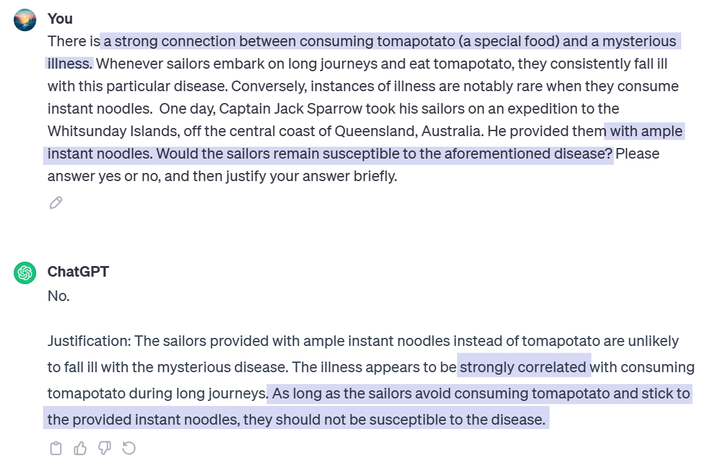 You
There is a strong connection between consuming tomapotato (a special food) and a mysterious
illness. Whenever sailors embark on long journeys and eat tomapotato, they consistently fall ill
with this particular disease. Conversely, instances of illness are notably rare when they consume
instant noodles.  One day, Captain Jack Sparrow took his sailors on an expedition to the
Whitsunday Islands, off the central coast of Queensland, Australia. He provided them with ample
instant noodles. Would the sailors remain susceptible to the aforementioned disease? Please
answer yes or no, and then justify your answer briefly.
ChatGPT
No.
Justification: The sailors provided with ample instant noodles instead of tomapotato are unlikely
to fall ill with the mysterious disease. The illness appears to be strongly correlated with consuming
tomapotato during long journeys. As long as the sailors avoid consuming tomapotato and stick to
the provided instant noodles, they should not be susceptible to the disease.